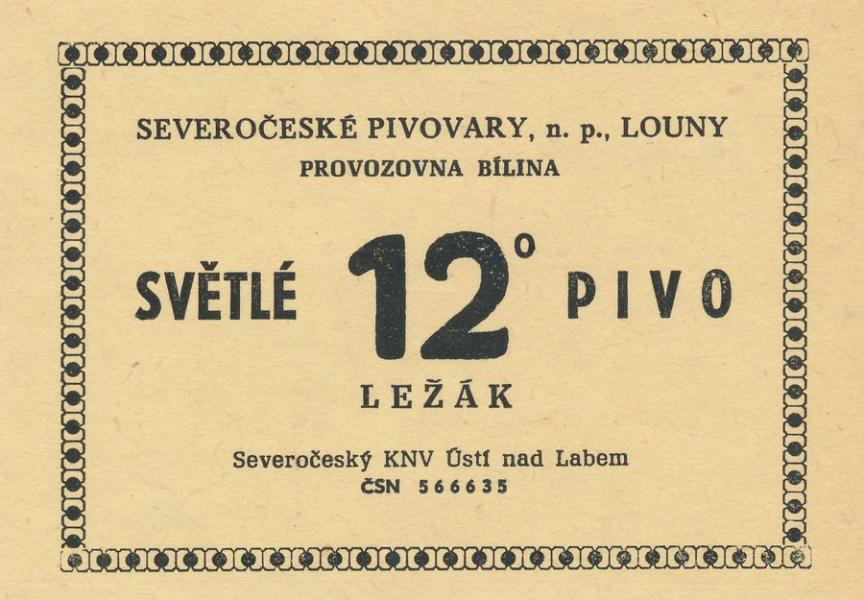 SEVEROČESKÉ PIVOVARY, n. p., LOUNY
PROVOZOVNA BÍLINA
SVĚTLÉ 12° PIVO
LEŽÁK
Severočeský KNV Ústí nad Labem
ČSN 566635